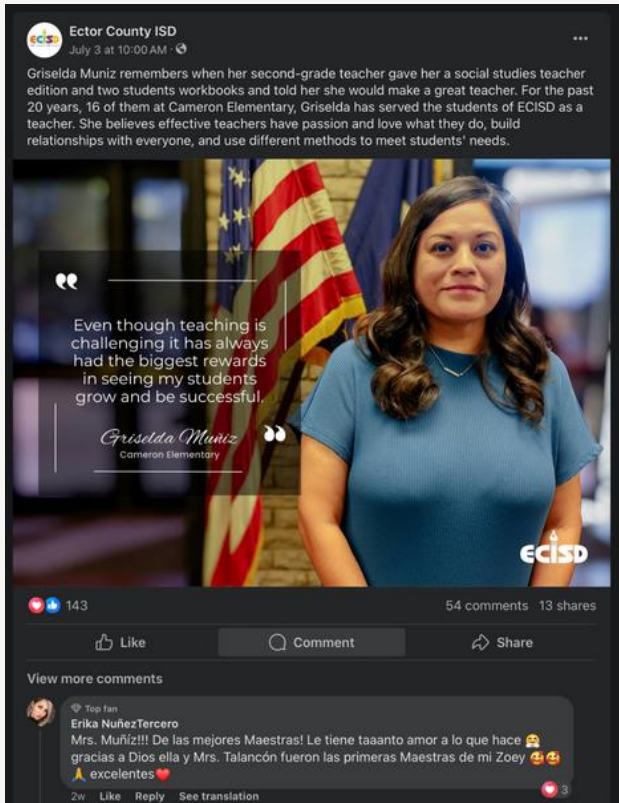 Ector County ISD
July 3 at 10:00 AM ·
Griselda Muniz remembers when her second-grade teacher gave her a social studies teacher
edition and two students workbooks and told her she would make a great teacher. For the past
20 years, 16 of them at Cameron Elementary, Griselda has served the students of ECISD as a
teacher. She believes effective teachers have passion and love what they do, build
relationships with everyone, and use different methods to meet students' needs.
Even though teaching is
challenging it has always
had the biggest rewards
in seeing my students
grow and be successful.
Griselda Muñiz
Cameron Elementary
ECISD
143
54 comments 13 shares
Like Comment Share
View more comments
Top fan
Erika NuñezTercero
Mrs. Muñíz!!! De las mejores Maestras! Le tiene taaanto amor a lo que hace 🤗
gracias a Dios ella y Mrs. Talancón fueron las primeras Maestras de mi Zoey 🥰🥰
🙏 excelentes❤️
3
2w Like Reply See translation